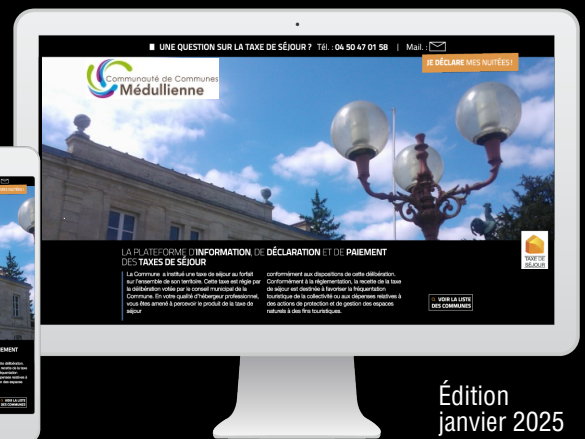 UNE QUESTION SUR LA TAXE DE SÉJOUR ? Tél. : 04 50 47 01 58 | Mail. :
JE DÉCLARE MES NUITÉES !
Communauté de Communes
Médullienne
LA PLATEFORME D'INFORMATION, DE DÉCLARATION ET DE PAIEMENT
DES TAXES DE SÉJOUR
La Commune a institué une taxe de séjour au forfait
sur l'ensemble de son territoire. Cette taxe est régie par
la délibération votée par le conseil municipal de la
Commune. En votre qualité d'hébergeur professionnel,
vous êtes amené à percevoir le produit de la taxe de
séjour
conformément aux dispositions de cette délibération.
Conformément à la réglementation, la recette de la taxe
de séjour est destinée à favoriser la fréquentation
touristique de la collectivité ou aux dépenses relatives à
des actions de protection et de gestion des espaces
naturels à des fins touristiques.
TAXE DE
SÉJOUR
VOIR LA LISTE
DES COMMUNES
Édition
janvier 2025